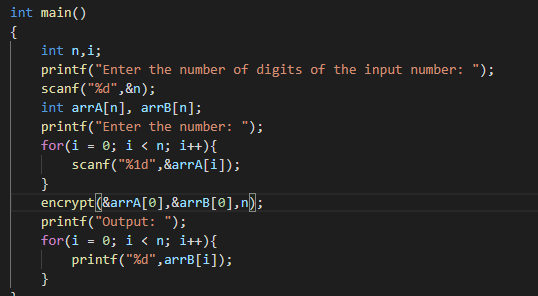 int main()
{
    int n,i;
    printf("Enter the number of digits of the input number: ");
    scanf("%d",&n);
    int arrA[n], arrB[n];
    printf("Enter the number: ");
    for(i = 0; i < n; i++){
        scanf("%1d",&arrA[i]);
    }
    encrypt(&arrA[0],&arrB[0],n);
    printf("Output: ");
    for(i = 0; i < n; i++){
        printf("%d",arrB[i]);
    }
}